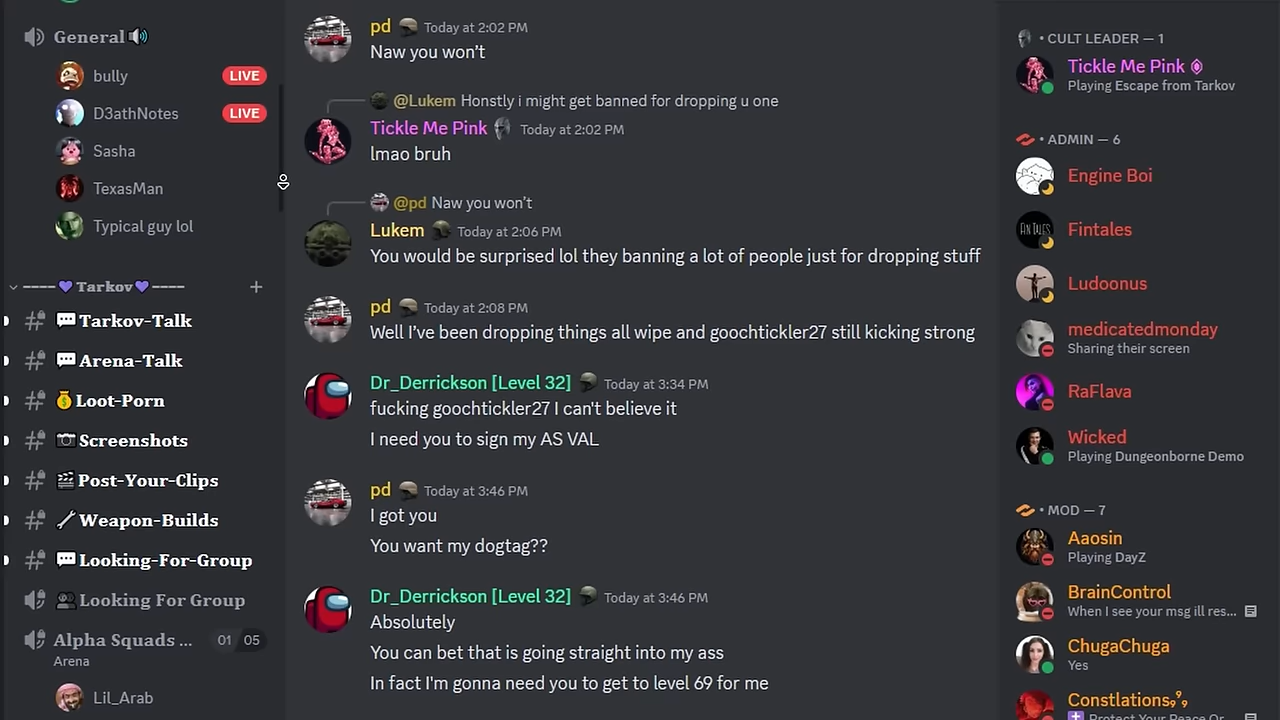 General
bully
LIVE
D3athNotes
LIVE
Sasha
TexasMan
Typical guy lol
---- Tarkov ----
Tarkov-Talk
Arena-Talk
Loot-Porn
Screenshots
Post-Your-Clips
Weapon-Builds
Looking-For-Group
Looking For Group
Alpha Squads ... 01 05
Arena
Lil_Arab
pd Today at 2:02 PM
Naw you won't
@Lukem Honstly i might get banned for dropping u one
Tickle Me Pink Today at 2:02 PM
lmao bruh
@pd Naw you won't
Lukem Today at 2:06 PM
You would be surprised lol they banning a lot of people just for dropping stuff
pd Today at 2:08 PM
Well I've been dropping things all wipe and goochtickler27 still kicking strong
Dr_Derrickson [Level 32] Today at 3:34 PM
fucking goochtickler27 I can't believe it
I need you to sign my AS VAL
pd Today at 3:46 PM
I got you
You want my dogtag??
Dr_Derrickson [Level 32] Today at 3:46 PM
Absolutely
You can bet that is going straight into my ass
In fact I'm gonna need you to get to level 69 for me
• CULT LEADER — 1
Tickle Me Pink
Playing Escape from Tarkov
• ADMIN — 6
Engine Boi
FINTALES
Fintales
Ludoonus
medicatedmonday
Sharing their screen
RaFlava
Wicked
Playing Dungeonborne Demo
• MOD — 7
Aaosin
Playing DayZ
BrainControl
When I see your msg ill res...
ChugaChuga
Yes
Constlations
Protect Your Peace Or